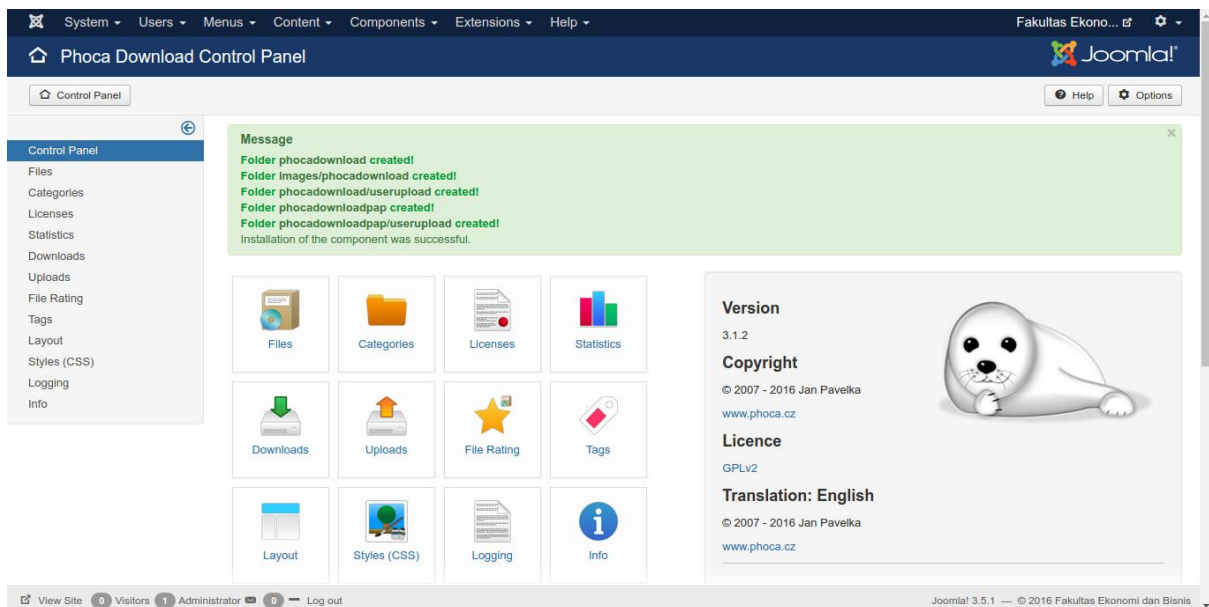 System Users Menus Content Components Extensions Help Fakultas Ekono...
Phoca Download Control Panel
Joomla!®
Control Panel
Help Options
Control Panel
Files
Categories
Licenses
Statistics
Downloads
Uploads
File Rating
Tags
Layout
Styles (CSS)
Logging
Info
Message
×
Folder phocadownload created!
Folder images/phocadownload created!
Folder phocadownload/userupload created!
Folder phocadownloadpap created!
Folder phocadownloadpap/userupload created!
Installation of the component was successful.
Files Categories Licenses Statistics
Downloads Uploads File Rating Tags
Layout Styles (CSS) Logging Info
Version
3.1.2
Copyright
© 2007 - 2016 Jan Pavelka
www.phoca.cz
Licence
GPLv2
Translation: English
© 2007 - 2016 Jan Pavelka
www.phoca.cz
View Site 0 Visitors 1 Administrator 0 Log out
Joomla! 3.5.1 — © 2016 Fakultas Ekonomi dan Bisnis